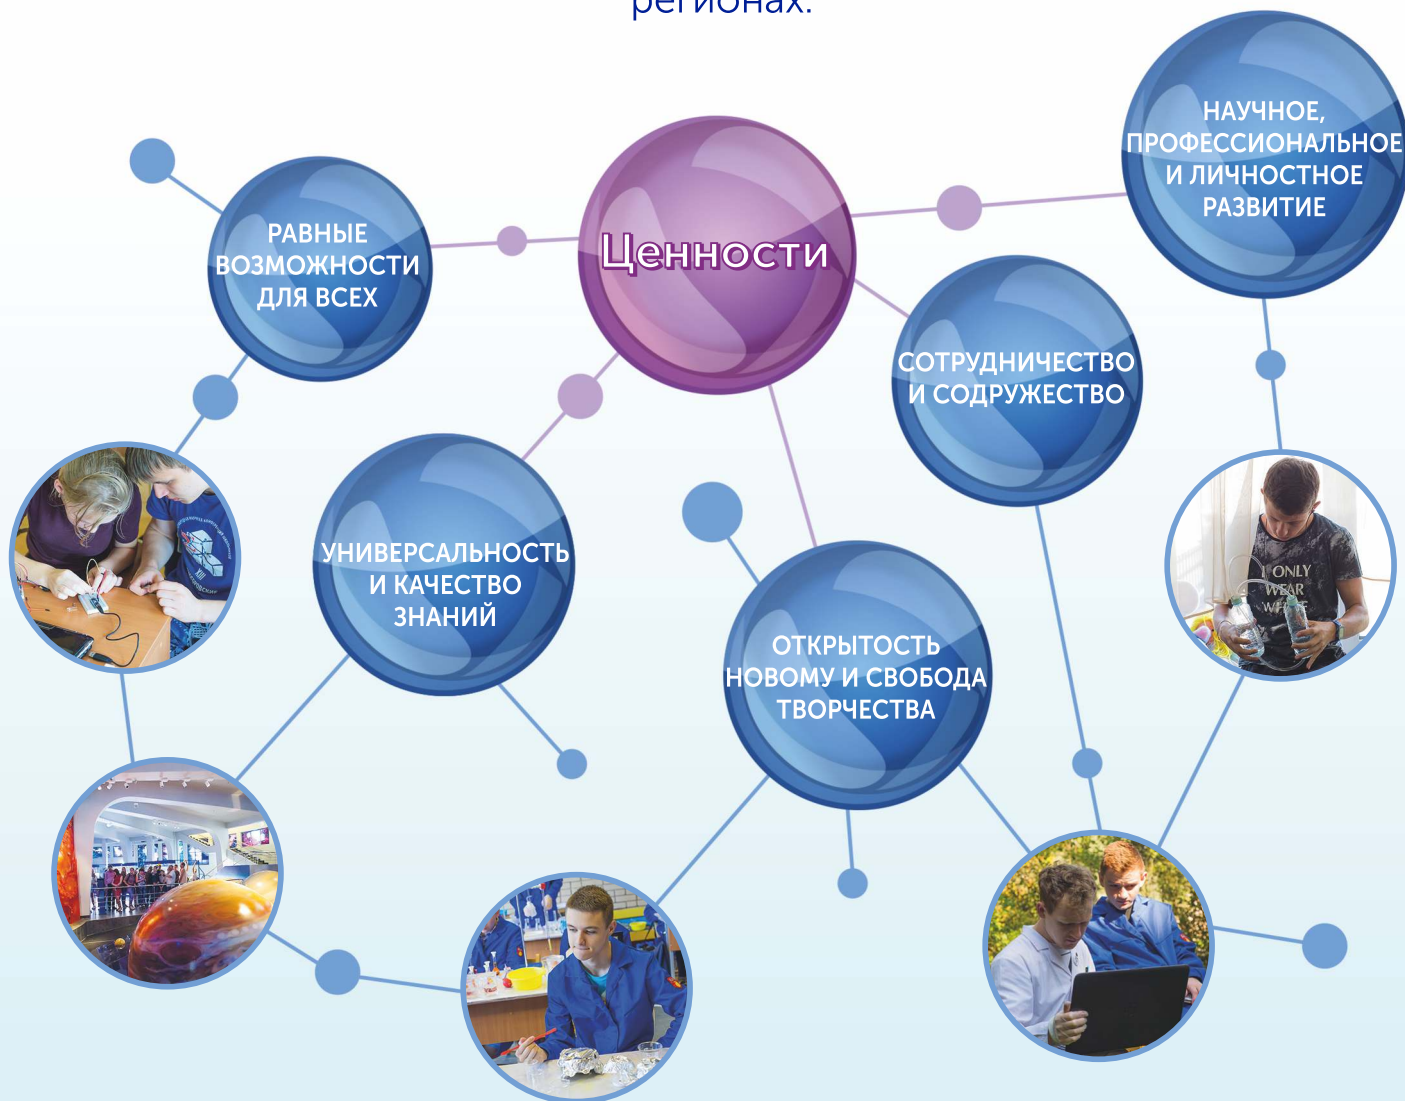 регионах.
НАУЧНОЕ,
ПРОФЕССИОНАЛЬНОЕ
И ЛИЧНОСТНОЕ
РАЗВИТИЕ
РАВНЫЕ
ВОЗМОЖНОСТИ
ДЛЯ ВСЕХ
Ценности
СОТРУДНИЧЕСТВО
И СОДРУЖЕСТВО
УНИВЕРСАЛЬНОСТЬ
И КАЧЕСТВО
ЗНАНИЙ
ОТКРЫТОСТЬ
НОВОМУ И СВОБОДА
ТВОРЧЕСТВА
I ONLY
WEAR
XIII